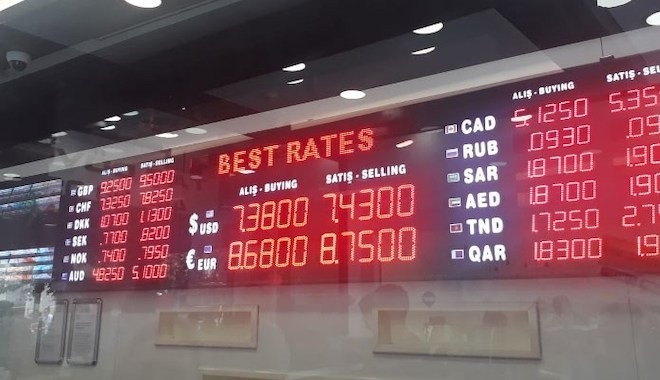 ALIŞ - BUYING SATIŞ - SELLING
GBP 9.2500 9.5000
CHF 7.3250 7.8250
DKK 1.0700 1.1300
SEK .7700 .8200
NOK .7400 .7950
AUD 4.8250 5.1000
BEST RATES
ALIŞ - BUYING SATIŞ - SELLING
$ USD 7.3800 7.4300
€ EUR 8.6800 8.7500
ALIŞ - BUYING SATIŞ
CAD 5.1250
RUB .0930
SAR 1.8700
AED 1.8700
TND 1.7250
QAR 1.8300